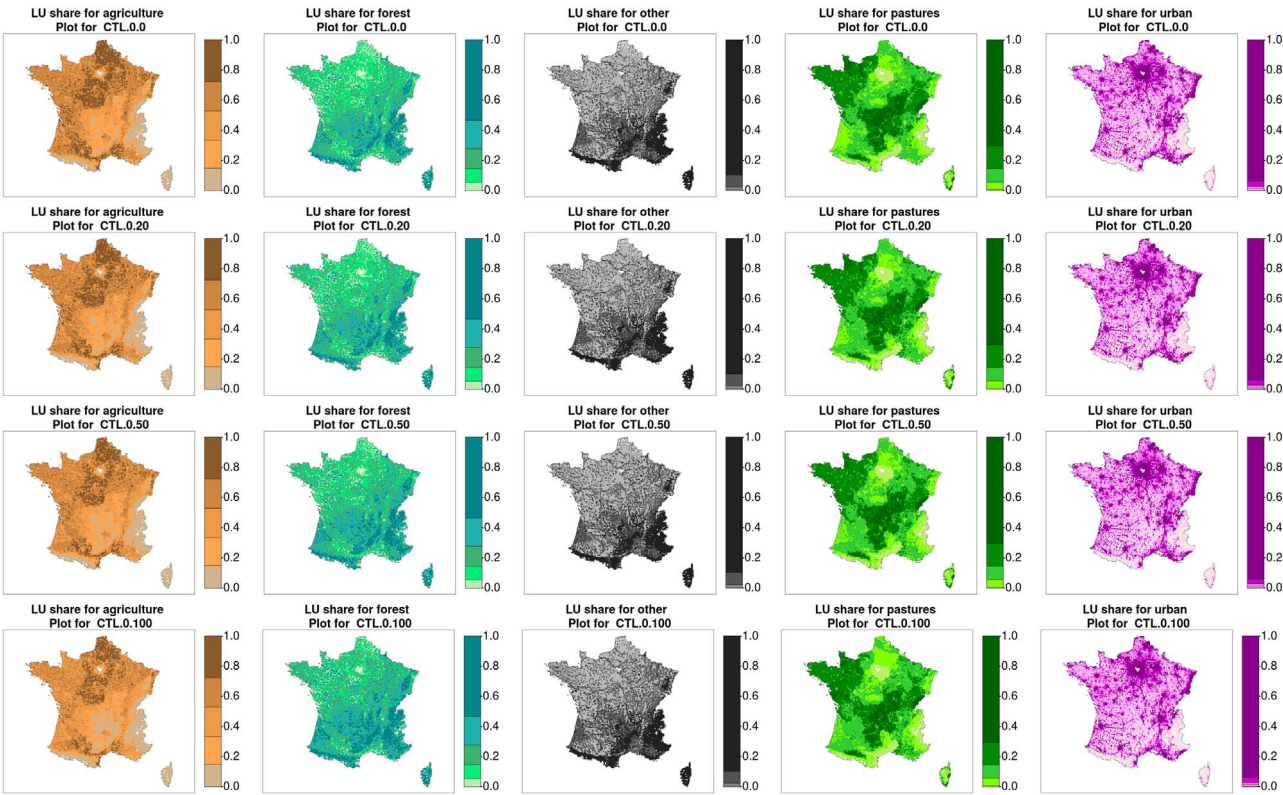 LU share for agriculture
Plot for CTL.0.0
1.0
0.8
0.6
0.4
0.2
0.0
LU share for forest
Plot for CTL.0.0
1.0
0.8
0.6
0.4
0.2
0.0
LU share for other
Plot for CTL.0.0
1.0
0.8
0.6
0.4
0.2
0.0
LU share for pastures
Plot for CTL.0.0
1.0
0.8
0.6
0.4
0.2
0.0
LU share for urban
Plot for CTL.0.0
1.0
0.8
0.6
0.4
0.2
0.0
LU share for agriculture
Plot for CTL.0.20
1.0
0.8
0.6
0.4
0.2
0.0
LU share for forest
Plot for CTL.0.20
1.0
0.8
0.6
0.4
0.2
0.0
LU share for other
Plot for CTL.0.20
1.0
0.8
0.6
0.4
0.2
0.0
LU share for pastures
Plot for CTL.0.20
1.0
0.8
0.6
0.4
0.2
0.0
LU share for urban
Plot for CTL.0.20
1.0
0.8
0.6
0.4
0.2
LU share for agriculture
Plot for CTL.0.50
1.0
0.8
0.6
0.4
0.2
0.0
LU share for forest
Plot for CTL.0.50
1.0
0.8
0.6
0.4
0.2
0.0
LU share for other
Plot for CTL.0.50
1.0
0.8
0.6
0.4
0.2
0.0
LU share for pastures
Plot for CTL.0.50
1.0
0.8
0.6
0.4
0.2
0.0
LU share for urban
Plot for CTL.0.50
1.0
0.8
0.6
0.4
0.2
0.0
LU share for agriculture
Plot for CTL.0.100
1.0
0.8
0.6
0.4
0.2
0.0
LU share for forest
Plot for CTL.0.100
1.0
0.8
0.6
0.4
0.2
0.0
LU share for other
Plot for CTL.0.100
1.0
0.8
0.6
0.4
0.2
0.0
LU share for pastures
Plot for CTL.0.100
1.0
0.8
0.6
0.4
0.2
0.0
LU share for urban
Plot for CTL.0.100
1.0
0.8
0.6
0.4
0.2
0.0